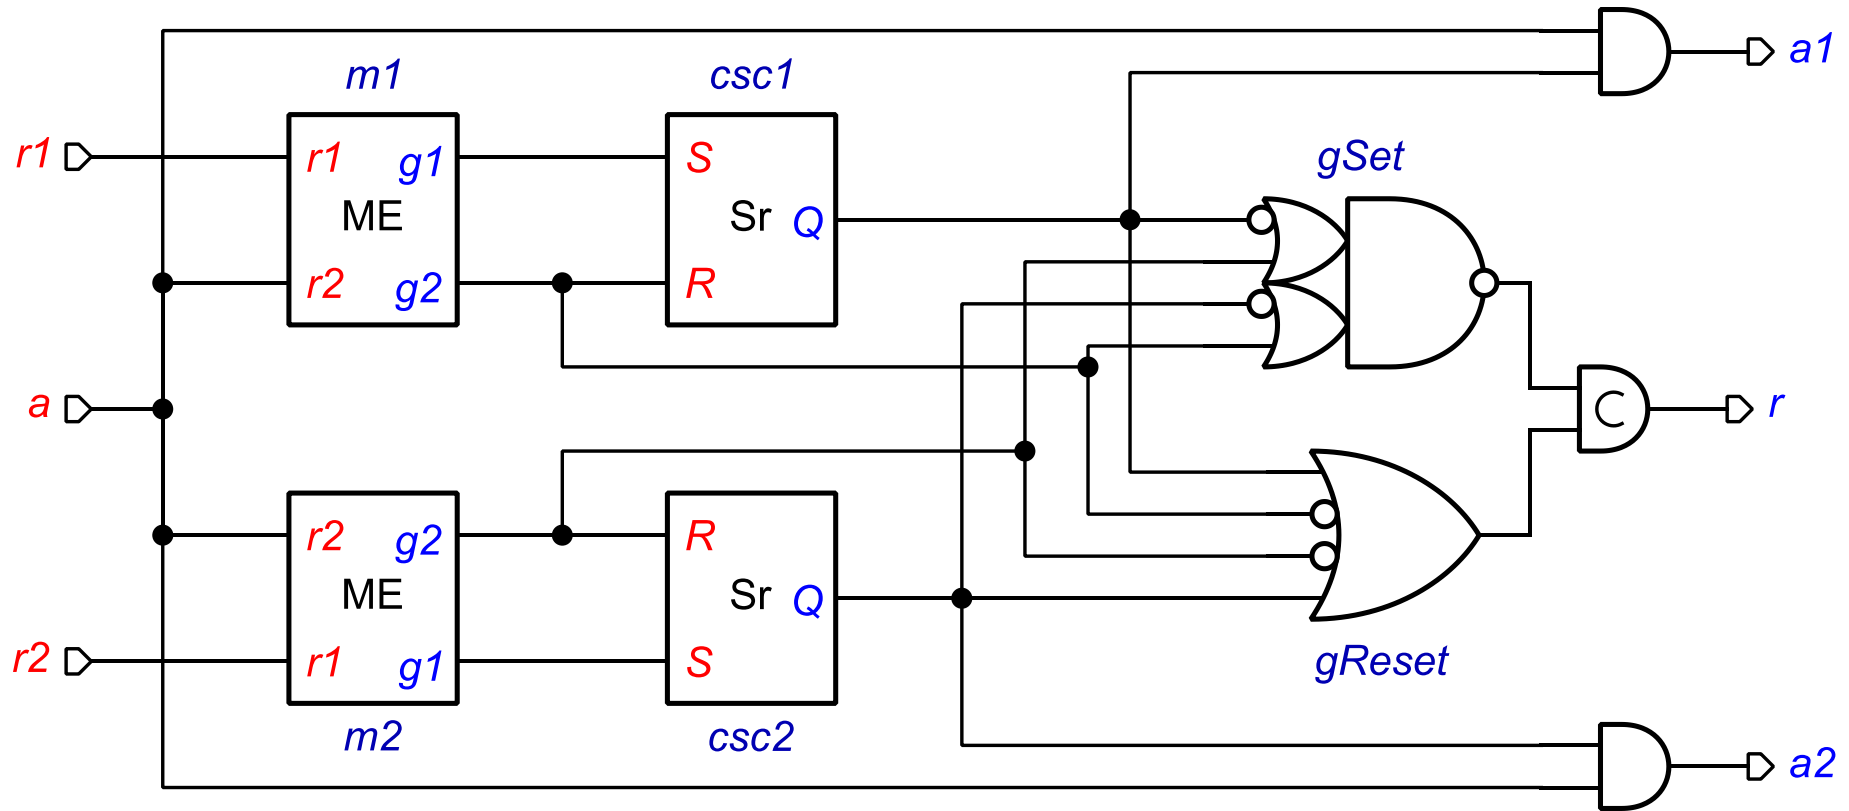 a1
m1 csc1
r1 r1 g1 S gSet
ME Sr Q
r2 g2 R
a C r
r2 g2 R
ME Sr Q
r2 r1 g1 S gReset
m2 csc2
a2